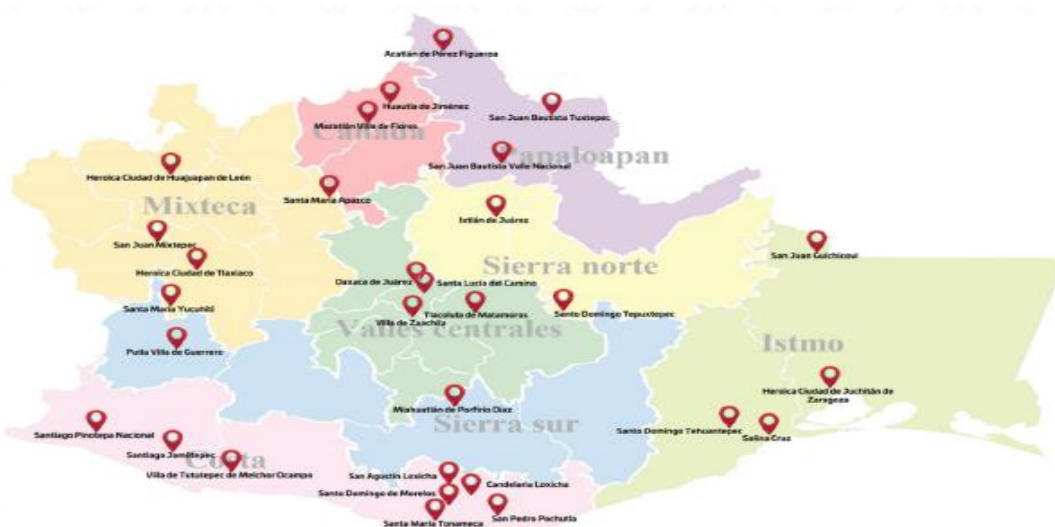 Acatlán de Pérez Figueroa
Huautla de Jiménez
San Juan Bautista Tuxtepec
Mazatlán Villa de Flores
Cañada
Papaloapan
San Juan Bautista Valle Nacional
Heroica Ciudad de Huajuapan de León
Santa María Apazco
Mixteca
Ixtlán de Juárez
San Juan Mixtepec
San Juan Guichicovi
Heroica Ciudad de Tlaxiaco
Sierra norte
Oaxaca de Juárez
Santa Lucía del Camino
Santa María Yucuhiti
Tlacolula de Matamoros
Santo Domingo Tepuxtepec
Villa de Zaachila
Valles centrales
Putla Villa de Guerrero
Istmo
Heroica Ciudad de Juchitán de
Zaragoza
Miahuatlán de Porfirio Díaz
Sierra sur
Santiago Pinotepa Nacional
Santo Domingo Tehuantepec
Salina Cruz
Santiago Jamiltepec
Costa
Villa de Tututepec de Melchor Ocampo
San Agustín Loxicha
Candelaria Loxicha
Santo Domingo de Morelos
San Pedro Pochutla
Santa María Tonameca